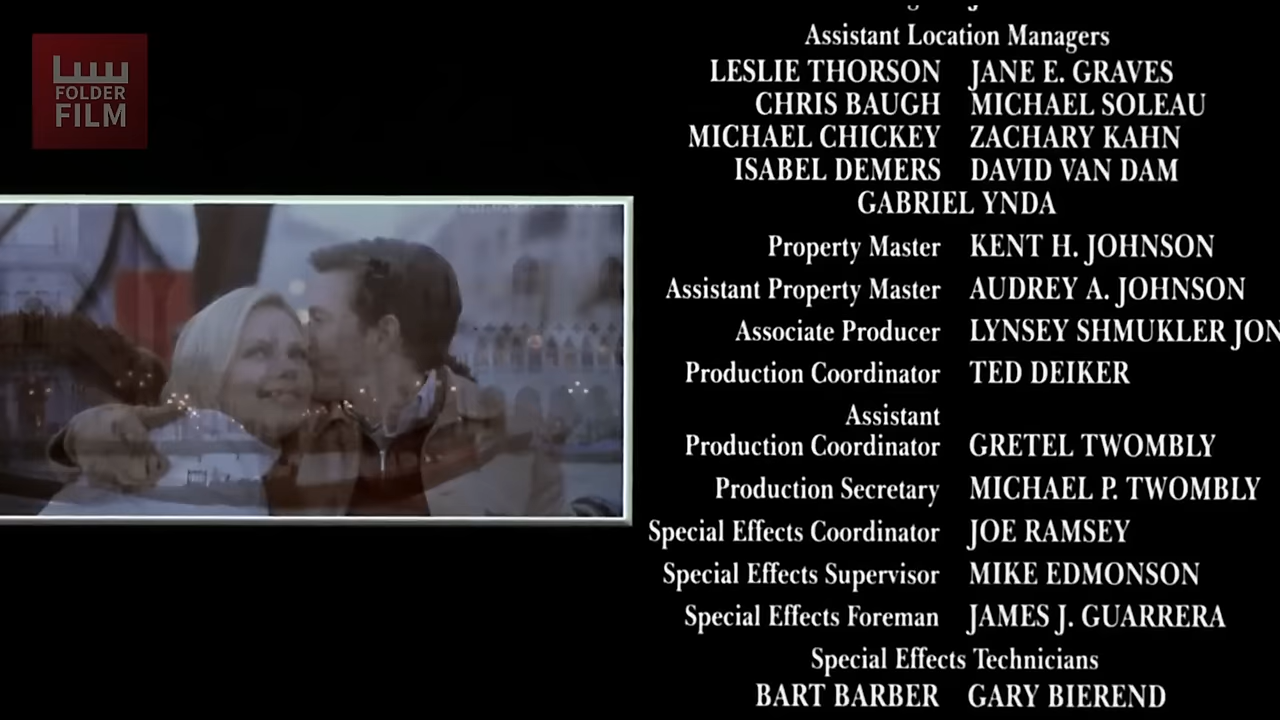 FOLDER
FILM
Assistant Location Managers
LESLIE THORSON JANE E. GRAVES
CHRIS BAUGH MICHAEL SOLEAU
MICHAEL CHICKEY ZACHARY KAHN
ISABEL DEMERS DAVID VAN DAM
GABRIEL YNDA
Property Master KENT H. JOHNSON
Assistant Property Master AUDREY A. JOHNSON
Associate Producer LYNSEY SHMUKLER JON
Production Coordinator TED DEIKER
Assistant
Production Coordinator GRETEL TWOMBLY
Production Secretary MICHAEL P. TWOMBLY
Special Effects Coordinator JOE RAMSEY
Special Effects Supervisor MIKE EDMONSON
Special Effects Foreman JAMES J. GUARRERA
Special Effects Technicians
BART BARBER GARY BIEREND